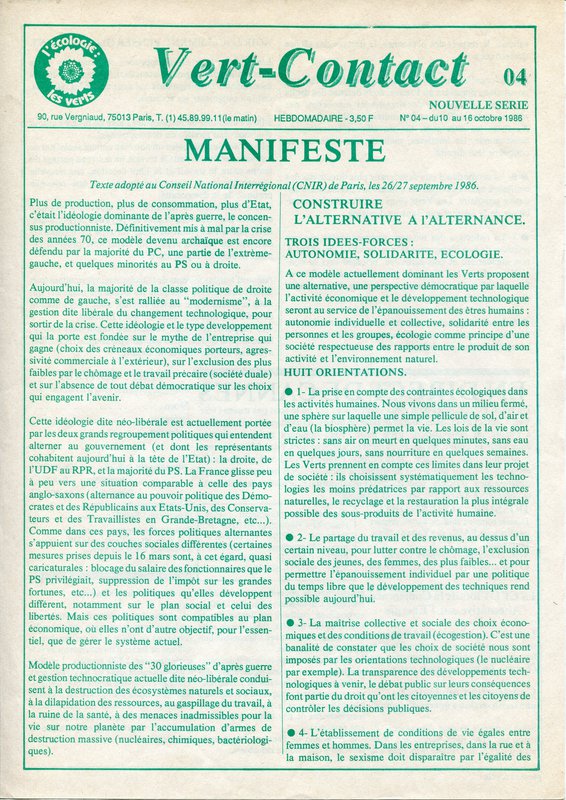 l'écologie:
les verts
Vert-Contact
04
NOUVELLE SERIE
90, rue Vergniaud, 75013 Paris, T. (1) 45.89.99.11 (le matin)
HEBDOMADAIRE - 3,50 F
N° 04 – du 10 au 16 octobre 1986
MANIFESTE
Texte adopté au Conseil National Interrégional (CNIR) de Paris, les 26/27 septembre 1986.
Plus de production, plus de consommation, plus d'Etat,
c'était l'idéologie dominante de l'après guerre, le concen-
sus productionniste. Définitivement mis à mal par la crise
des années 70, ce modèle devenu archaïque est encore
défendu par la majorité du PC, une partie de l'extrème-
gauche, et quelques minorités au PS ou à droite.
Aujourd'hui, la majorité de la classe politique de droite
comme de gauche, s'est ralliée au "modernisme", à la
gestion dite libérale du changement technologique, pour
sortir de la crise. Cette idéologie et le type developpement
qui la porte est fondée sur le mythe de l'entreprise qui
gagne (choix des créneaux économiques porteurs, agres-
sivité commerciale à l'extérieur), sur l'exclusion des plus
faibles par le chômage et le travail précaire (société duale)
et sur l'absence de tout débat démocratique sur les choix
qui engagent l'avenir.
Cette idéologie dite néo-libérale est actuellement portée
par les deux grands regroupement politiques qui entendent
alterner au gouvernement (et dont les représentants
cohabitent aujourd'hui à la tête de l'Etat) : la droite, de
l'UDF au RPR, et la majorité du PS. La France glisse peu
à peu vers une situation comparable à celle des pays
anglo-saxons (alternance au pouvoir politique des Démo-
crates et des Républicains aux Etats-Unis, des Conserva-
teurs et des Travaillistes en Grande-Bretagne, etc...).
Comme dans ces pays, les forces politiques alternantes
s'appuient sur des couches sociales différentes (certaines
mesures prises depuis le 16 mars sont, à cet égard, quasi
caricaturales : blocage du salaire des fonctionnaires que le
PS privilégiait, suppression de l'impôt sur les grandes
fortunes, etc...) et les politiques qu'elles développent
diffèrent, notamment sur le plan social et celui des
libertés. Mais ces politiques sont compatibles au plan
économique, où elles n'ont d'autre objectif, pour l'essen-
tiel, que de gérer le système actuel.
Modèle productionniste des "30 glorieuses" d'après guerre
et gestion technocratique actuelle dite néo-libérale condui-
sent à la destruction des écosystèmes naturels et sociaux,
à la dilapidation des ressources, au gaspillage du travail, à
la ruine de la santé, à des menaces inadmissibles pour la
vie sur notre planète par l'accumulation d'armes de
destruction massive (nucléaires, chimiques, bactériologi-
ques).
CONSTRUIRE
L'ALTERNATIVE A l'ALTERNANCE.
TROIS IDEES-FORCES :
AUTONOMIE, SOLIDARITE, ECOLOGIE.
A ce modèle actuellement dominant les Verts proposent
une alternative, une perspective démocratique par laquelle
l'activité économique et le développement technologique
seront au service de l'épanouissement des êtres humains :
autonomie individuelle et collective, solidarité entre les
personnes et les groupes, écologie comme principe d'une
société respectueuse des rapports entre le produit de son
activité et l'environnement naturel.
HUIT ORIENTATIONS.
● 1- La prise en compte des contraintes écologiques dans
les activités humaines. Nous vivons dans un milieu fermé,
une sphère sur laquelle une simple pellicule de sol, d'air et
d'eau (la biosphère) permet la vie. Les lois de la vie sont
strictes : sans air on meurt en quelques minutes, sans eau
en quelques jours, sans nourriture en quelques semaines.
Les Verts prennent en compte ces limites dans leur projet
de société : ils choisissent systématiquement les techno-
logies les moins prédatrices par rapport aux ressources
naturelles, le recyclage et la restauration la plus intégrale
possible des sous-produits de l'activité humaine.
● 2- Le partage du travail et des revenus, au dessus d'un
certain niveau, pour lutter contre le chômage, l'exclusion
sociale des jeunes, des femmes, des plus faibles... et pour
permettre l'épanouissement individuel par une politique
du temps libre que le développement des techniques rend
possible aujourd'hui.
● 3- La maîtrise collective et sociale des choix écono-
miques et des conditions de travail (écogestion). C'est une
banalité de constater que les choix de société nous sont
imposés par les orientations technologiques (le nucléaire
par exemple). La transparence des développements tech-
nologiques à venir, le débat public sur leurs conséquences
font partie du droit qu'ont les citoyennes et les citoyens de
contrôler les décisions publiques.
● 4- L'établissement de conditions de vie égales entre
femmes et hommes. Dans les entreprises, dans la rue et à
la maison, le sexisme doit disparaître par l'égalité des